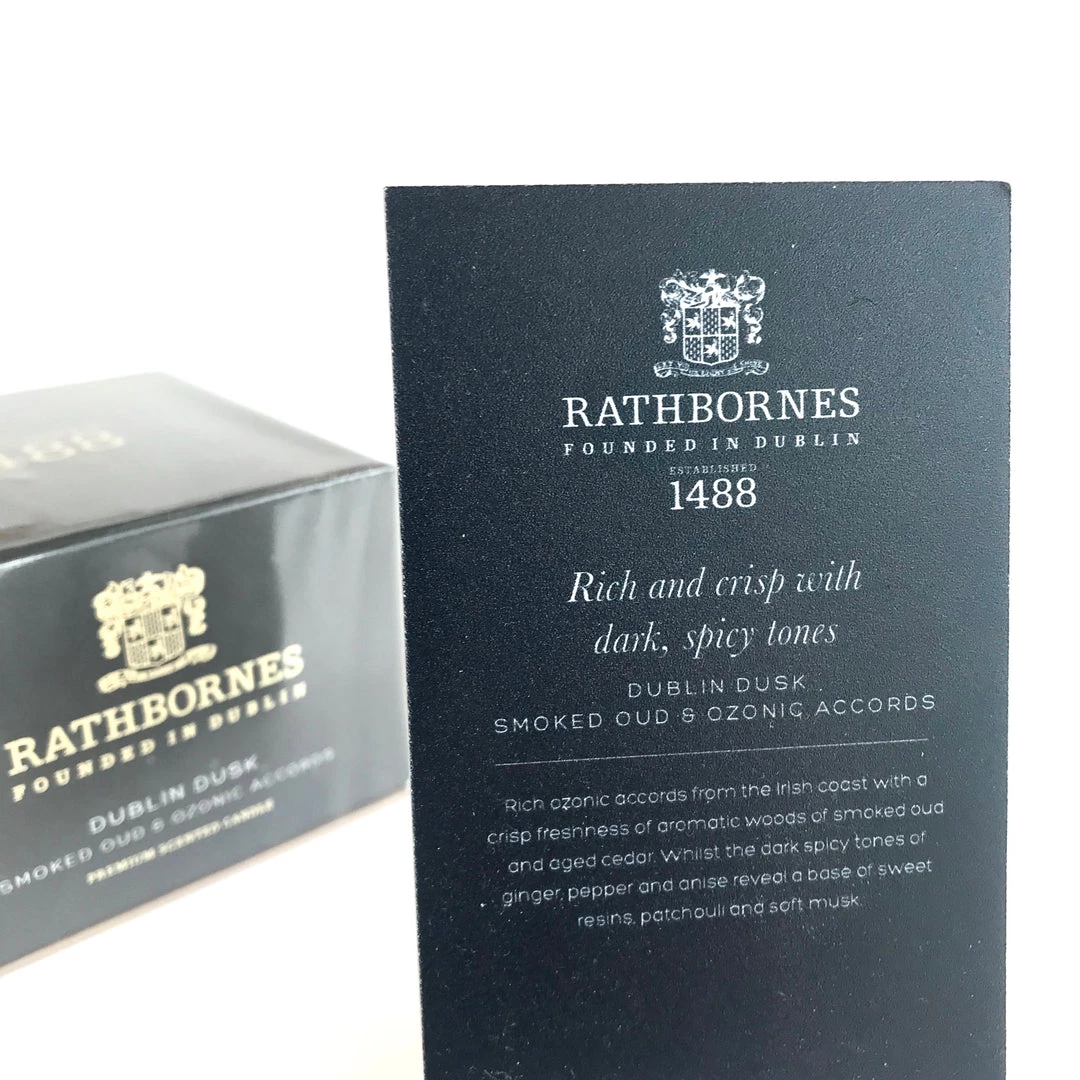 1488
RATHBORNES
FOUNDED IN DUBLIN
DUBLIN DUSK
SMOKED OUD & OZONIC ACCORDS
PREMIUM SCENTED CANDLE
RATHBORNES
FOUNDED IN DUBLIN
ESTABLISHED
1488
Rich and crisp with
dark, spicy tones
DUBLIN DUSK
SMOKED OUD & OZONIC ACCORDS
Rich ozonic accords from the Irish coast with a
crisp freshness of aromatic woods of smoked oud
and aged cedar. Whilst the dark spicy tones of
ginger, pepper and anise reveal a base of sweet
resins, patchouli and soft musk.